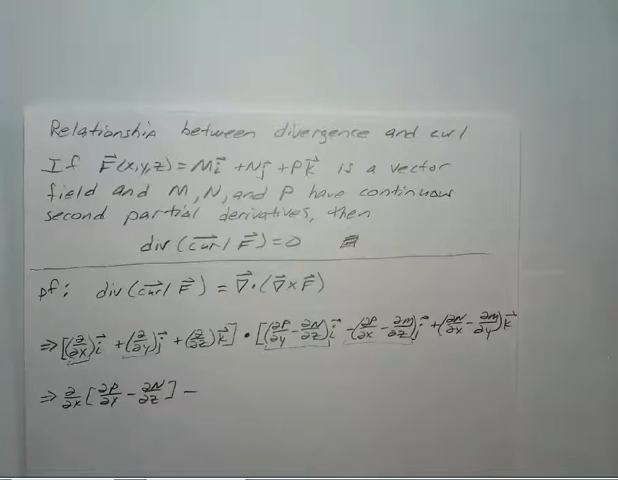 Relationship between divergence and curl
If F⃗(x,y,z)=Mi⃗ +Nj⃗ +Pk⃗ is a vector
field and M, N, and P have continuous
second partial derivatives, then
div(curl F⃗)=0
pf: div(curl F⃗) = ∇⃗·(∇⃗×F⃗)
⇒[(∂/∂x)i⃗ +(∂/∂y)j⃗ +(∂/∂z)k⃗]·[(∂P/∂y-∂N/∂z)i⃗ -(∂P/∂x-∂M/∂z)j⃗ +(∂N/∂x-∂M/∂y)k⃗
⇒ ∂/∂x[∂P/∂y-∂N/∂z] -